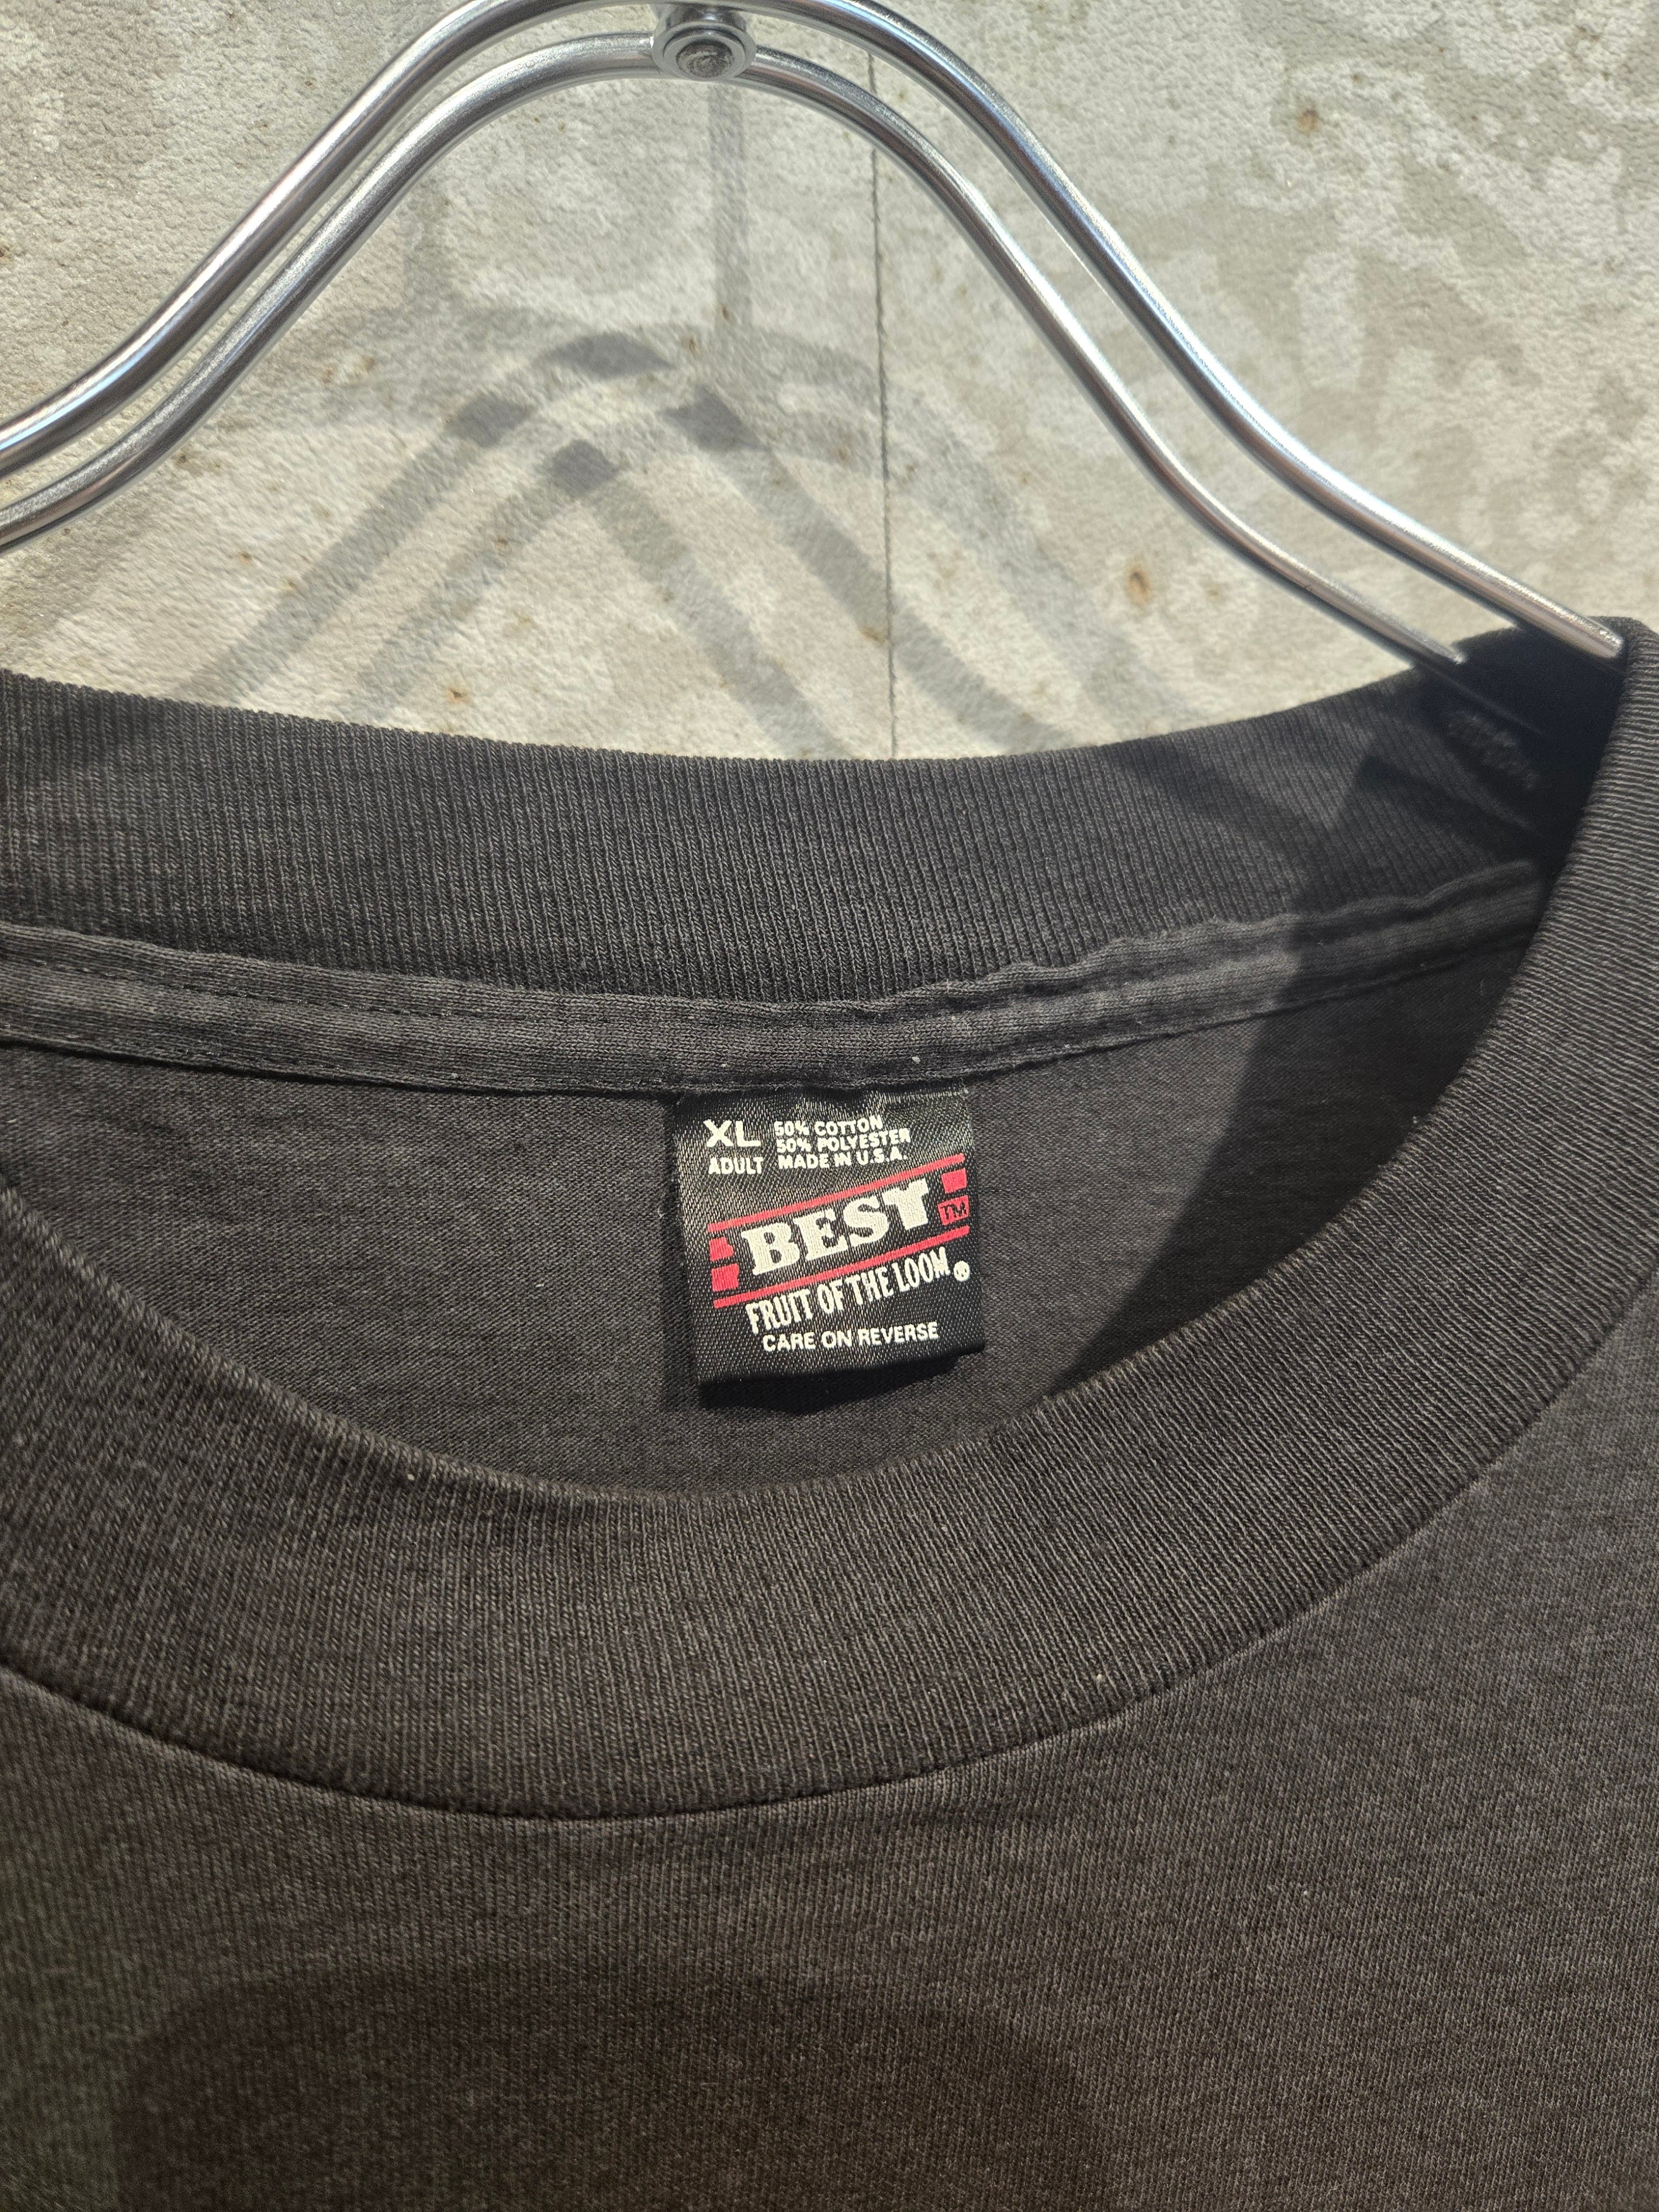 XL
ADULT
50% COTTON
50% POLYESTER
MADE IN U.S.A.
BEST TM
FRUIT OF THE LOOM®
CARE ON REVERSE